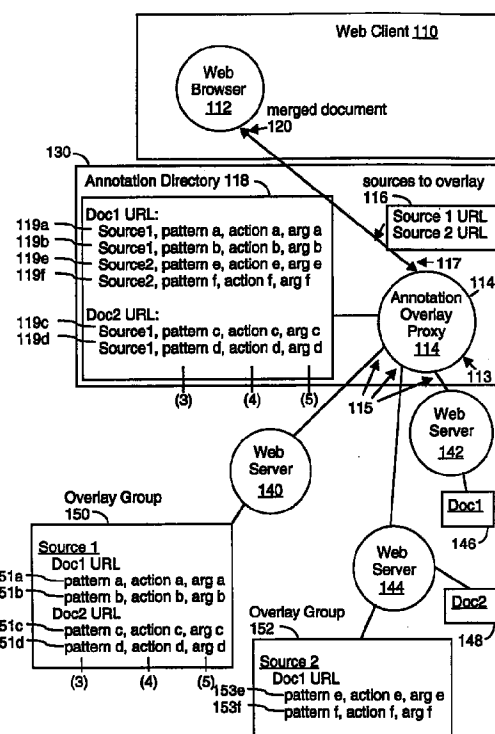 Web Client 110
Web
Browser
112
merged document
120
130
Annotation Directory 118
sources to overlay
116
Source 1 URL
Source 2 URL
117
Doc1 URL:
119a Source1, pattern a, action a, arg a
119b Source1, pattern b, action b, arg b
119e Source2, pattern e, action e, arg e
119f Source2, pattern f, action f, arg f
Doc2 URL:
119c Source1, pattern c, action c, arg c
119d Source1, pattern d, action d, arg d
(3) (4) (5)
114
Annotation
Overlay
Proxy
114
113
115
Web
Server
140
Web
Server
142
Doc1
146
Web
Server
144
Doc2
148
Overlay Group
150
Source 1
Doc1 URL
51a pattern a, action a, arg a
51b pattern b, action b, arg b
Doc2 URL
51c pattern c, action c, arg c
51d pattern d, action d, arg d
(3) (4) (5)
Overlay Group
152
Source 2
Doc1 URL
153e pattern e, action e, arg e
153f pattern f, action f, arg f